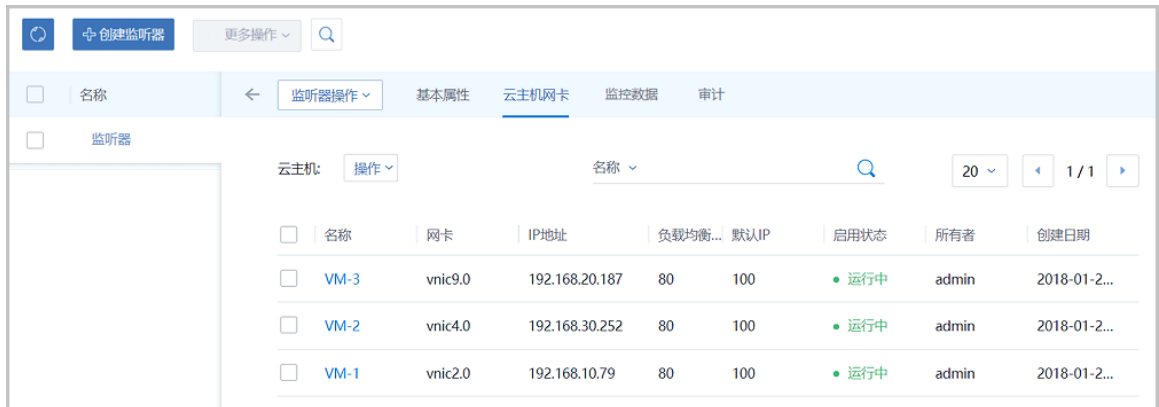 创建监听器 更多操作
名称 监听器操作 基本属性 云主机网卡 监控数据 审计
监听器
云主机: 操作 名称 20 1 / 1
名称 网卡 IP地址 负载均衡... 默认IP 启用状态 所有者 创建日期
VM-3 vnic9.0 192.168.20.187 80 100 运行中 admin 2018-01-2...
VM-2 vnic4.0 192.168.30.252 80 100 运行中 admin 2018-01-2...
VM-1 vnic2.0 192.168.10.79 80 100 运行中 admin 2018-01-2...